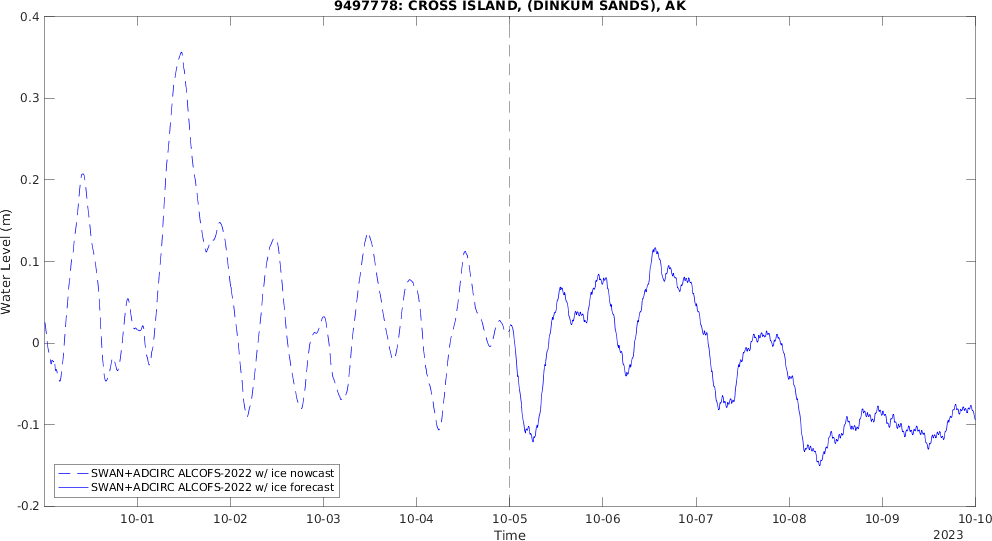 9497778: CROSS ISLAND, (DINKUM SANDS), AK
0.4
0.3
0.2
0.1
0
-0.1
-0.2
Water Level (m)
SWAN+ADCIRC ALCOFS-2022 w/ ice nowcast
SWAN+ADCIRC ALCOFS-2022 w/ ice forecast
10-01 10-02 10-03 10-04 10-05 10-06 10-07 10-08 10-09 10-10
Time
2023